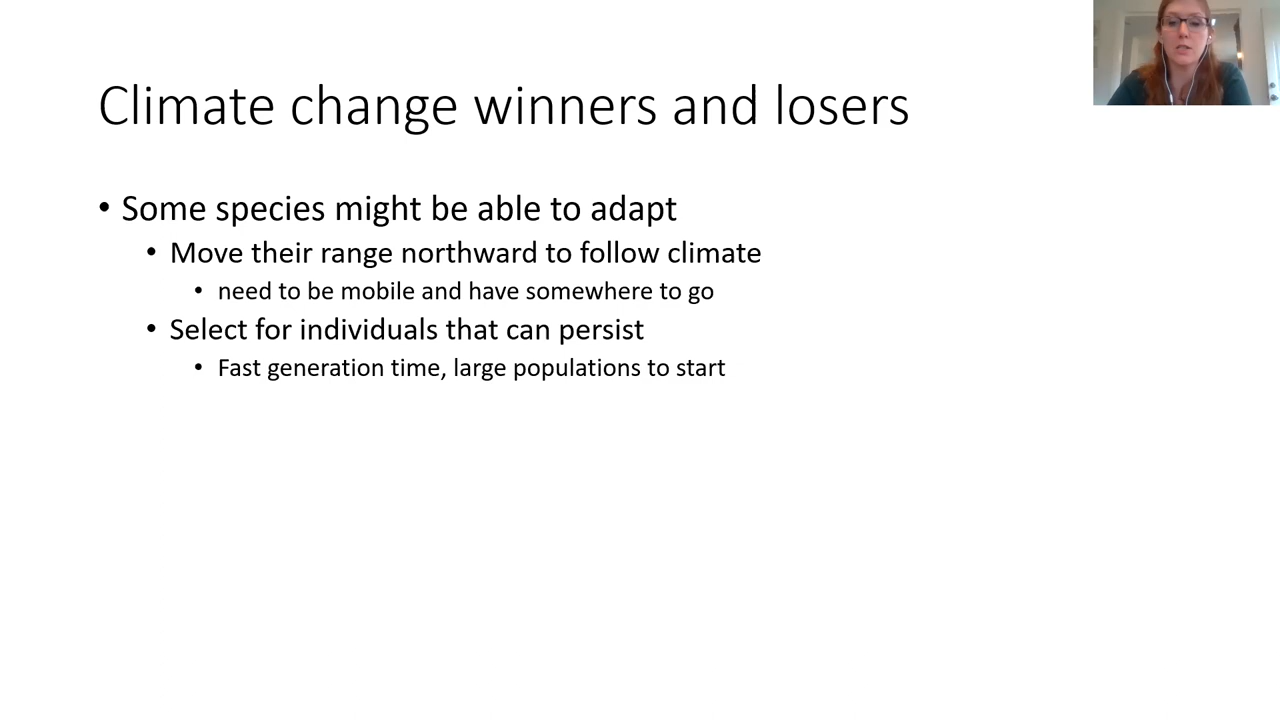 Climate change winners and losers
• Some species might be able to adapt
• Move their range northward to follow climate
• need to be mobile and have somewhere to go
• Select for individuals that can persist
• Fast generation time, large populations to start